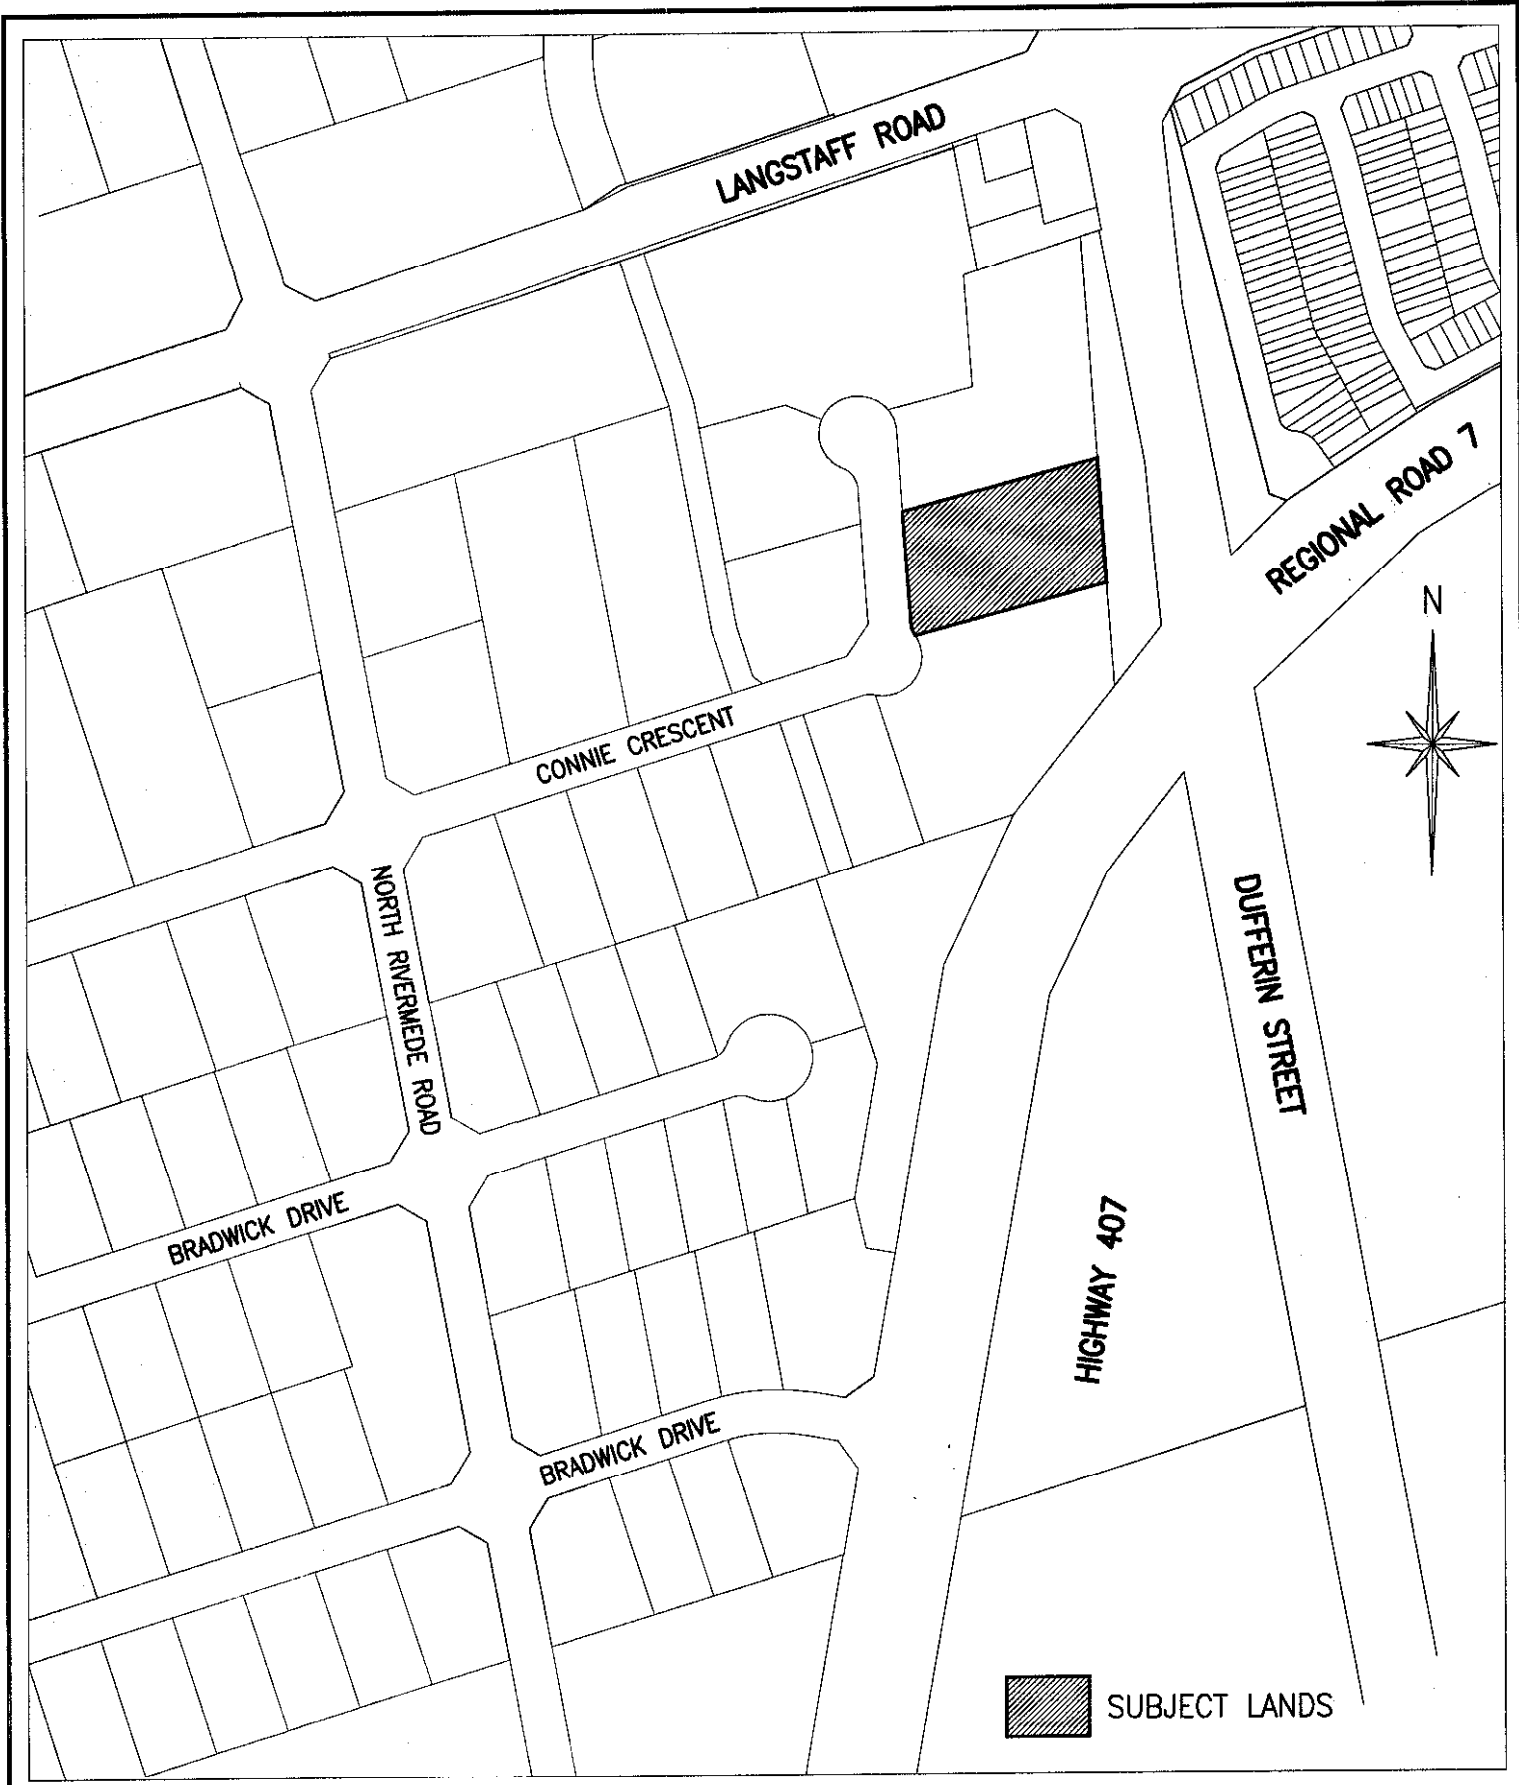 LANGSTAFF ROAD
REGIONAL ROAD 7
N
CONNIE CRESCENT
NORTH RIVERMEDE ROAD
DUFFERIN STREET
BRADWICK DRIVE
HIGHWAY 407
BRADWICK DRIVE
SUBJECT LANDS